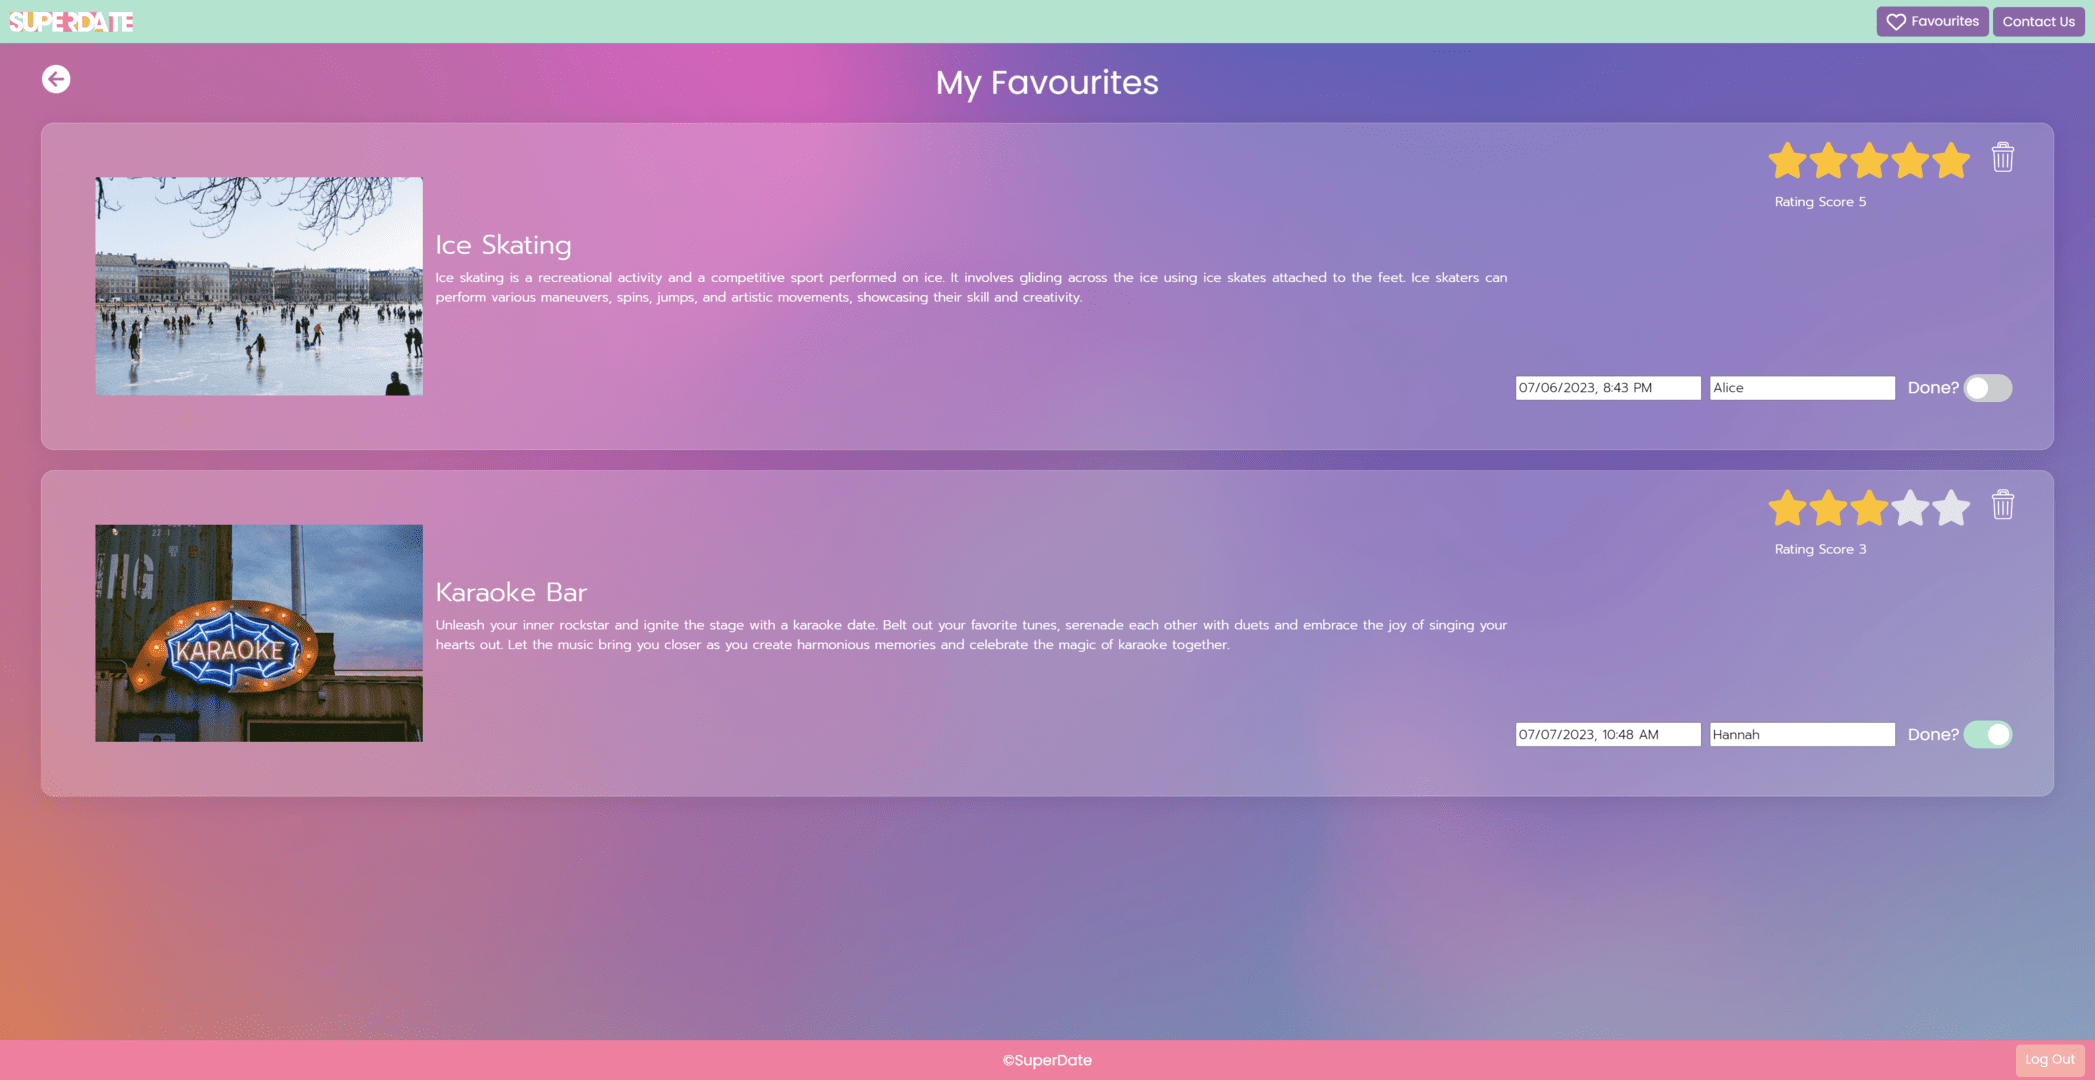 SUPERDATE
Favourites
Contact Us
My Favourites
Rating Score 5
Ice Skating
Ice skating is a recreational activity and a competitive sport performed on ice. It involves gliding across the ice using ice skates attached to the feet. Ice skaters can
perform various maneuvers, spins, jumps, and artistic movements, showcasing their skill and creativity.
07/06/2023, 8:43 PM
Alice
Done?
Rating Score 3
NG
22 1
KARAOKE
Karaoke Bar
Unleash your inner rockstar and ignite the stage with a karaoke date. Belt out your favorite tunes, serenade each other with duets and embrace the joy of singing your
hearts out. Let the music bring you closer as you create harmonious memories and celebrate the magic of karaoke together.
07/07/2023, 10:48 AM
Hannah
Done?
©SuperDate
Log Out